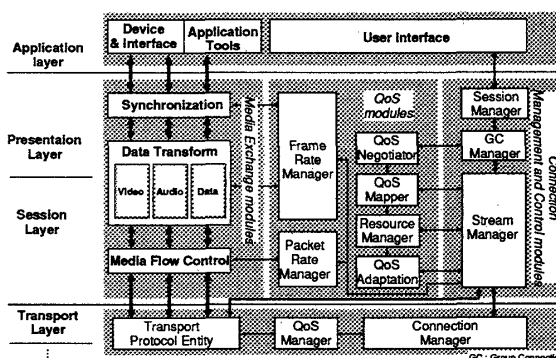 Application
layer
Device
& Interface
Application
Tools
User Interface
Presentaion
Layer
Session
Layer
Synchronization
Data Transform
Video
Audio
Data
Media Flow Control
Media Exchange modules
Frame
Rate
Manager
Packet
Rate
Manager
QoS
modules
QoS
Negotiator
QoS
Mapper
Resource
Manager
QoS
Adaptation
Session
Manager
GC
Manager
Stream
Manager
Connection
Management and Control modules
Transport
Layer
Transport
Protocol Entity
QoS
Manager
Connection
Manager
GC : Group Connection